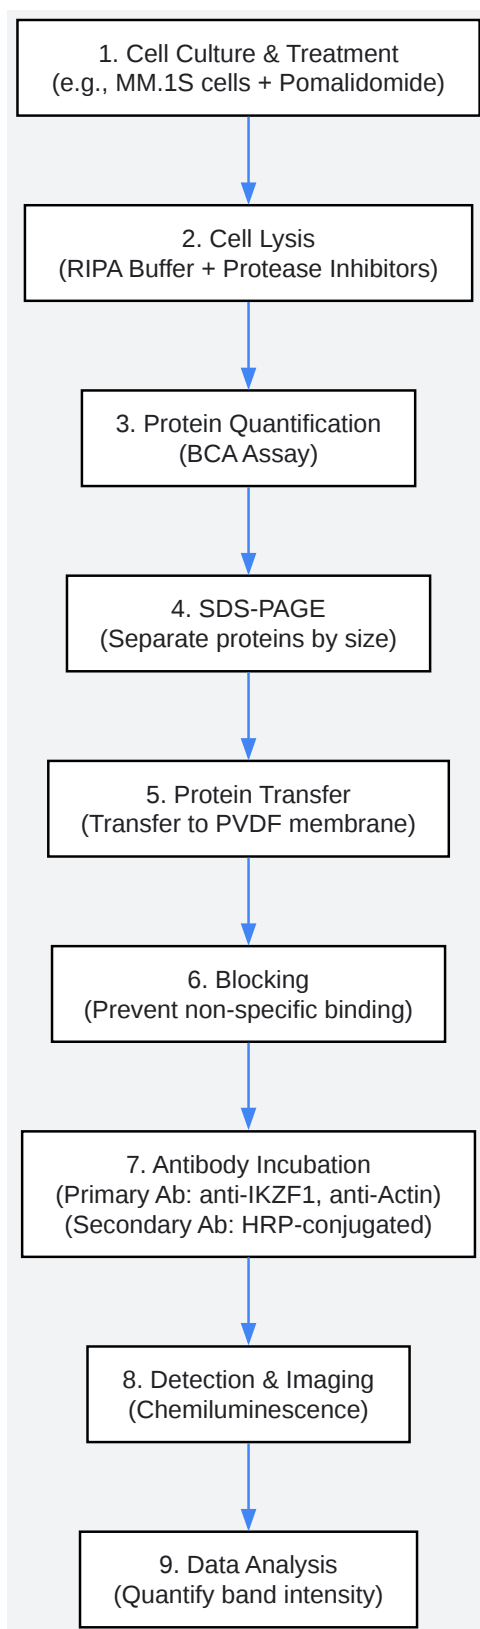 1. Cell Culture & Treatment
(e.g., MM.1S cells + Pomalidomide)
2. Cell Lysis
(RIPA Buffer + Protease Inhibitors)
3. Protein Quantification
(BCA Assay)
4. SDS-PAGE
(Separate proteins by size)
5. Protein Transfer
(Transfer to PVDF membrane)
6. Blocking
(Prevent non-specific binding)
7. Antibody Incubation
(Primary Ab: anti-IKZF1, anti-Actin)
(Secondary Ab: HRP-conjugated)
8. Detection & Imaging
(Chemiluminescence)
9. Data Analysis
(Quantify band intensity)